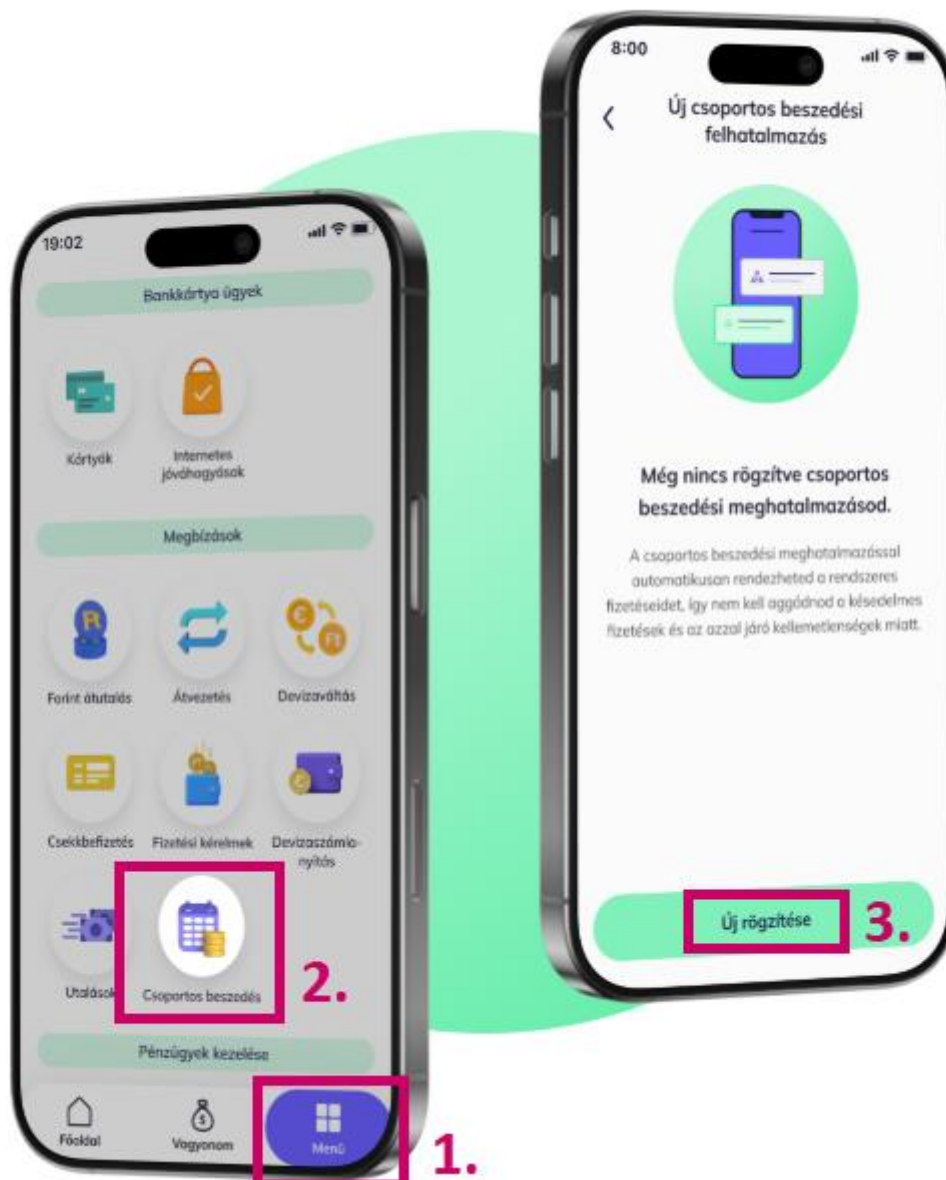 19:02
Bankkártya ügyek
Kártyák
Internetes
jóváhagyások
Megbízások
Forint átutalás
Átvezetés
Devizaváltás
Csekkbefizetés
Fizetési kérelmek
Devizaszámla-
nyitás
Utalások
Csoportos beszedés
2.
Pénzügyek kezelése
Főoldal
Vagyonom
Menü
1.
8:00
Új csoportos beszedési
felhatalmazás
Még nincs rögzítve csoportos
beszedési meghatalmazásod.
A csoportos beszedési meghatalmazással
automatikusan rendezheted a rendszeres
fizetéseidet, így nem kell aggódnod a késedelmes
fizetések és az azzal járó kellemetlenségek miatt.
Új rögzítése
3.